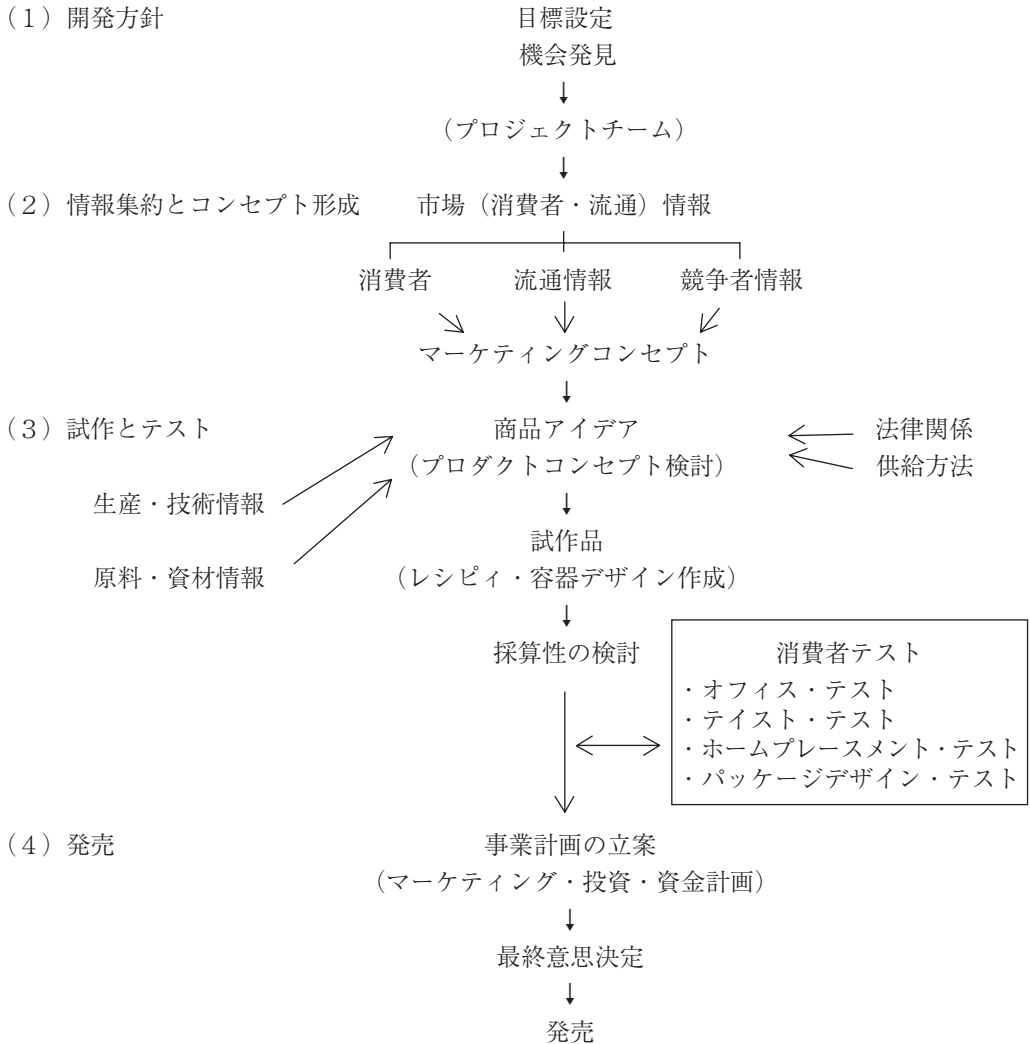 （１）開発方針
目標設定
機会発見
（プロジェクトチーム）
（２）情報集約とコンセプト形成
市場（消費者・流通）情報
消費者
流通情報
競争者情報
マーケティングコンセプト
（３）試作とテスト
商品アイデア
（プロダクトコンセプト検討）
法律関係
供給方法
生産・技術情報
原料・資材情報
試作品
（レシピィ・容器デザイン作成）
採算性の検討
消費者テスト
・オフィス・テスト
・テイスト・テスト
・ホームプレースメント・テスト
・パッケージデザイン・テスト
（４）発売
事業計画の立案
（マーケティング・投資・資金計画）
最終意思決定
発売